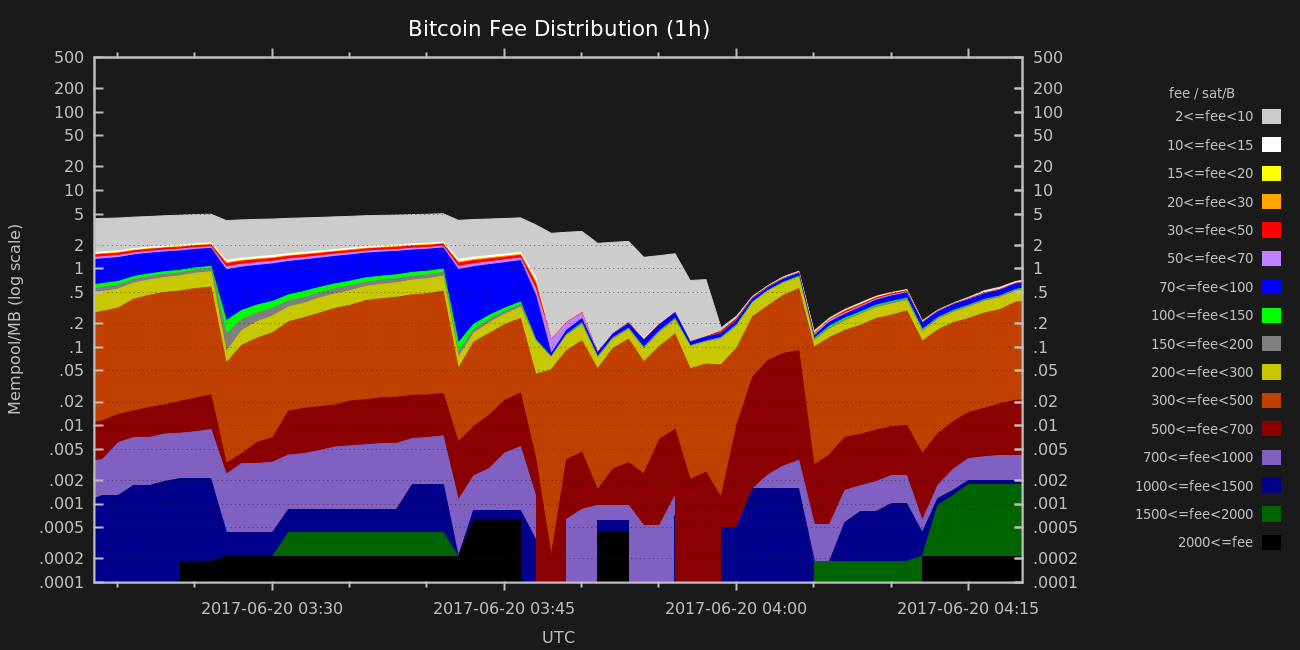 Bitcoin Fee Distribution (1h)
500
200
100
50
20
10
5
2
1
.5
.2
.1
.05
.02
.01
.005
.002
.001
.0005
.0002
.0001
Mempool/MB (log scale)
500
200
100
50
20
10
5
2
1
.5
.2
.1
.05
.02
.01
.005
.002
.001
.0005
.0002
.0001
2017-06-20 03:30
2017-06-20 03:45
2017-06-20 04:00
2017-06-20 04:15
UTC
fee / sat/B
2<=fee<10
10<=fee<15
15<=fee<20
20<=fee<30
30<=fee<50
50<=fee<70
70<=fee<100
100<=fee<150
150<=fee<200
200<=fee<300
300<=fee<500
500<=fee<700
700<=fee<1000
1000<=fee<1500
1500<=fee<2000
2000<=fee